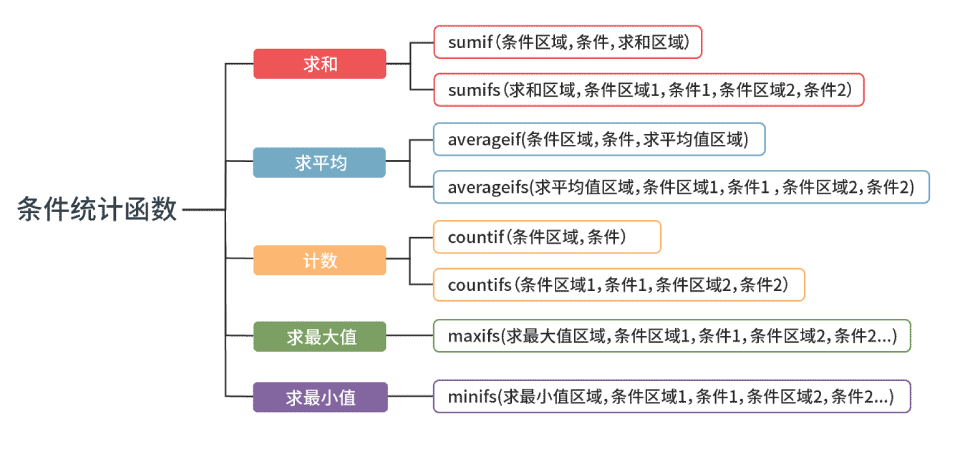 条件统计函数
求和
sumif（条件区域，条件，求和区域）
sumifs（求和区域，条件区域1，条件1，条件区域2，条件2）
求平均
averageif(条件区域，条件，求平均值区域)
averageifs(求平均值区域，条件区域1，条件1 ，条件区域2，条件2)
计数
countif（条件区域，条件）
countifs（条件区域1，条件1，条件区域2，条件2）
求最大值
maxifs(求最大值区域，条件区域1，条件1，条件区域2，条件2...)
求最小值
minifs(求最小值区域，条件区域1，条件1，条件区域2，条件2...)